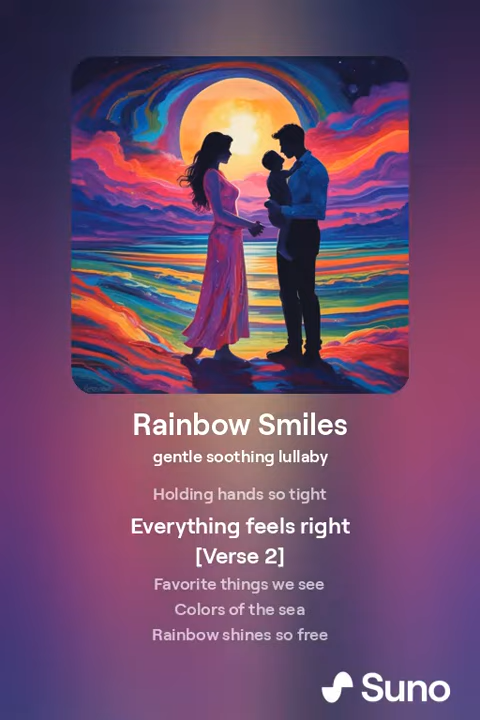 Rainbow Smiles
gentle soothing lullaby
Holding hands so tight
Everything feels right
[Verse 2]
Favorite things we see
Colors of the sea
Rainbow shines so free
Suno